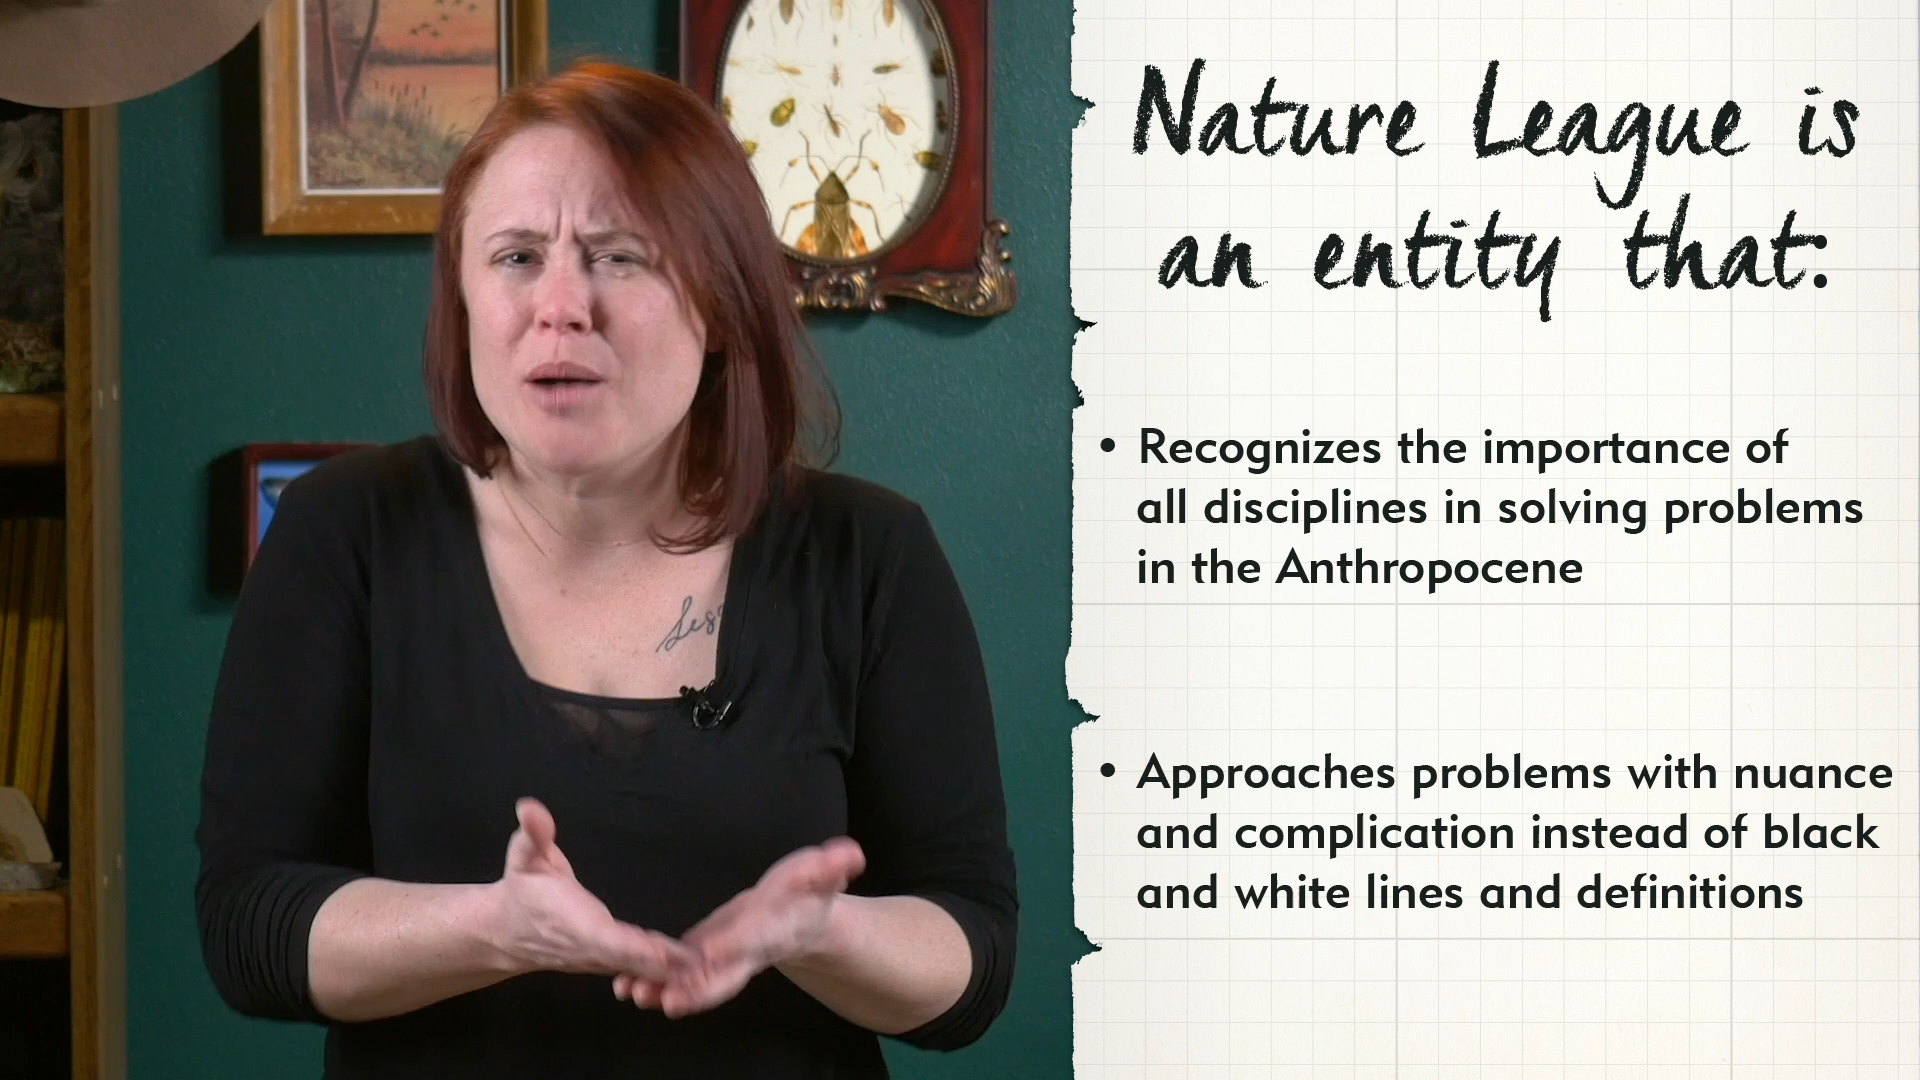 Nature League is
an entity that:
• Recognizes the importance of
all disciplines in solving problems
in the Anthropocene
• Approaches problems with nuance
and complication instead of black
and white lines and definitions